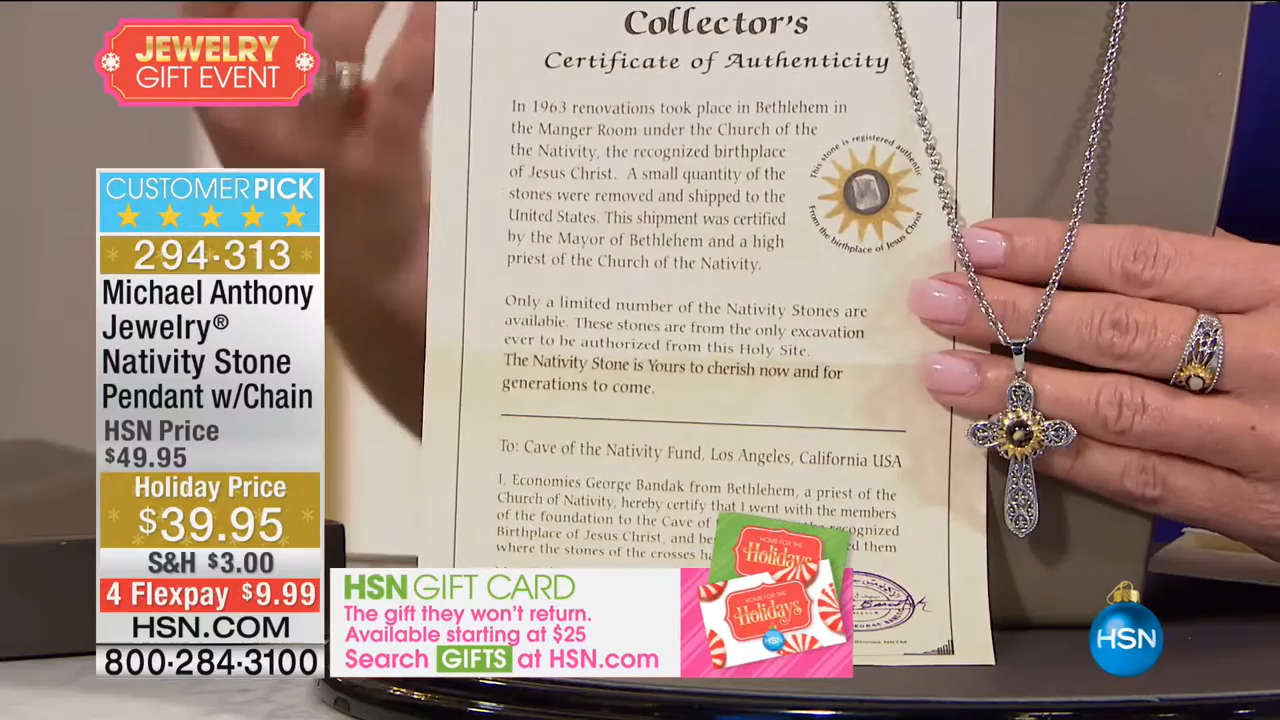 JEWELRY
GIFT EVENT
CUSTOMER PICK
294-313
Michael Anthony
Jewelry®
Nativity Stone
Pendant w/Chain
HSN Price
$49.95
Holiday Price
$39.95
S&H $3.00
4 Flexpay $9.99
HSN.COM
800-284-3100
Collector's
Certificate of Authenticity
In 1963 renovations took place in Bethlehem in
the Manger Room under the Church of the
the Nativity, the recognized birthplace
of Jesus Christ. A small quantity of the
stones were removed and shipped to the
United States. This shipment was certified
by the Mayor of Bethlehem and a high
priest of the Church of the Nativity.
This stone is registered authentic
From the birthplace of Jesus Christ
Only a limited number of the Nativity Stones are
available. These stones are from the only excavation
ever to be authorized from this Holy Site.
The Nativity Stone is Yours to cherish now and for
generations to come.
To: Cave of the Nativity Fund, Los Angeles, California USA
I, Economies George Bandak from Bethlehem, a priest of the
Church of Nativity, hereby certify that I went with the members
of the foundation to the Cave of
Birthplace of Jesus Christ, and
where the stones of the crosses
HSN GIFT CARD
The gift they won't return.
Available starting at $25
Search GIFTS at HSN.com
HOME FOR THE
Holidays
HOME FOR THE
Holidays
HSN
HSN